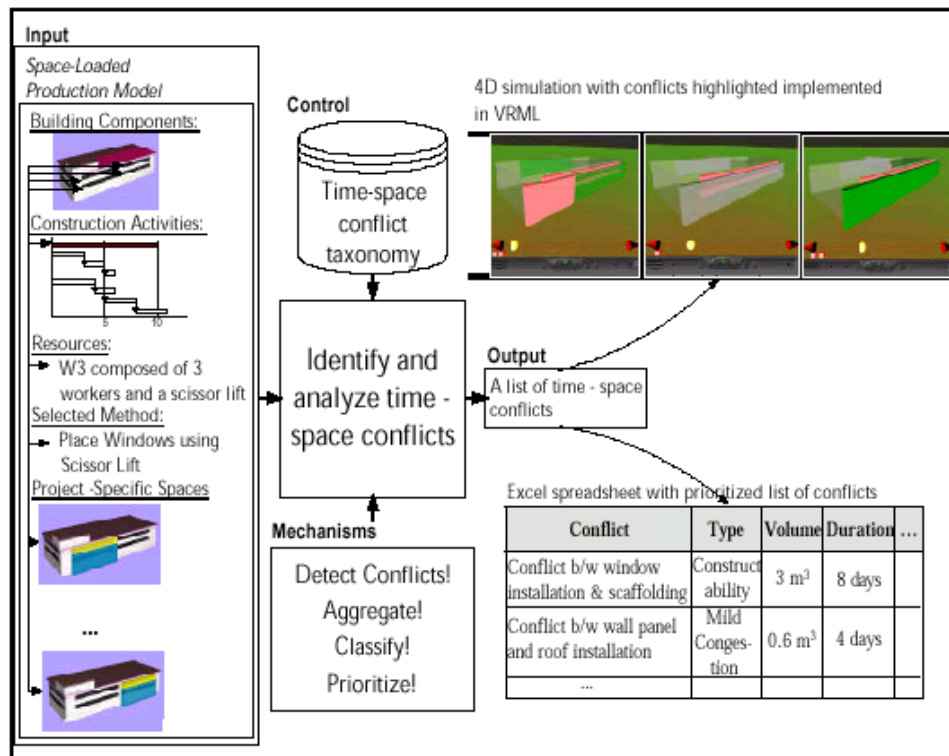 Input
Space-Loaded
Production Model
Building Components:
Construction Activities:
5 10
Resources:
W3 composed of 3
workers and a scissor lift
Selected Method:
Place Windows using
Scissor Lift
Project -Specific Spaces
...
Control
Time-space
conflict
taxonomy
Identify and
analyze time -
space conflicts
Mechanisms
Detect Conflicts!
Aggregate!
Classify!
Prioritize!
Output
A list of time - space
conflicts
4D simulation with conflicts highlighted implemented
in VRML
Excel spreadsheet with prioritized list of conflicts
Conflict Type Volume Duration ...
Conflict b/w window
installation & scaffolding
Construct
ability
3 m³
8 days
Conflict b/w wall panel
and roof installation
Mild
Conges-
tion
0.6 m³
4 days
...